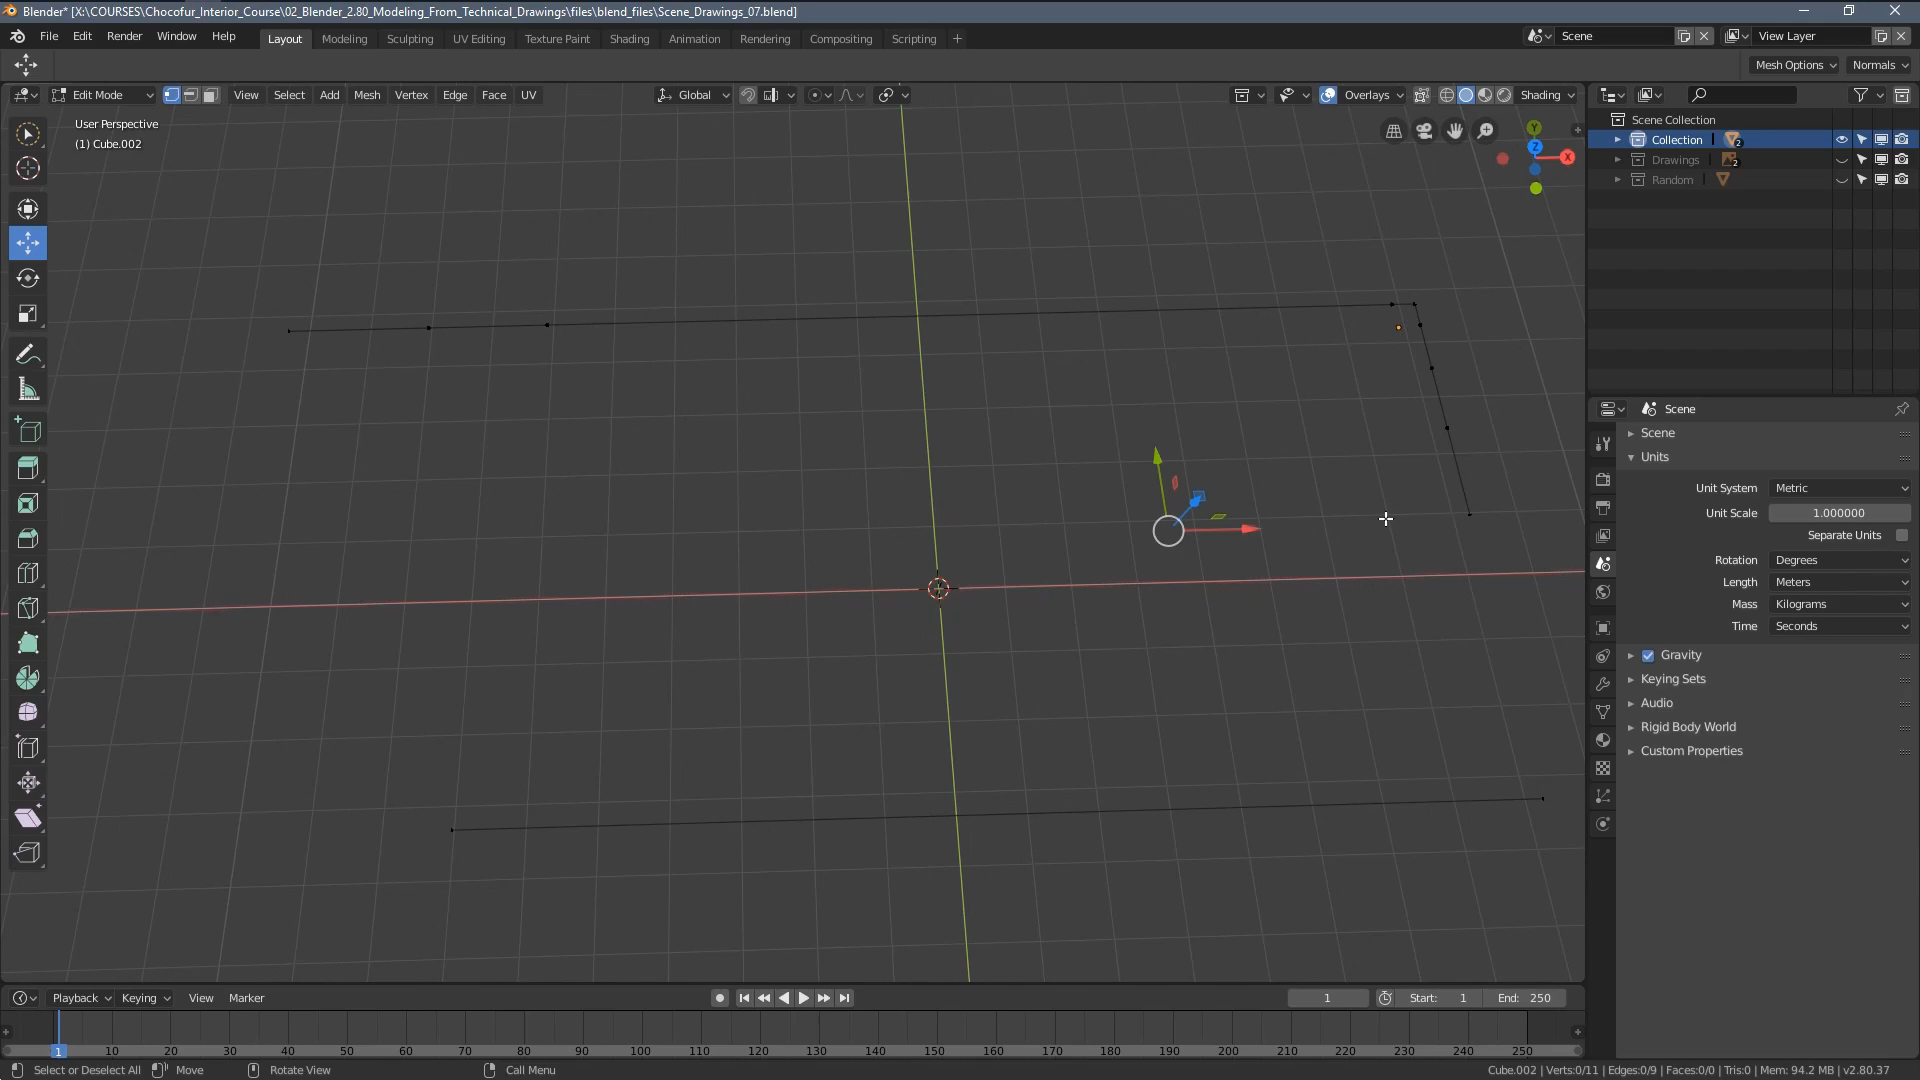 Blender* [X:\COURSES\Chocofur_Interior_Course\02_Blender_2.80_Modeling_From_Technical_Drawings\files\blend_files\Scene_Drawings_07.blend]
File Edit Render Window Help Layout Modeling Sculpting UV Editing Texture Paint Shading Animation Rendering Compositing Scripting + Scene View Layer
Mesh Options Normals
Edit Mode View Select Add Mesh Vertex Edge Face UV Global Overlays Shading
User Perspective
(1) Cube.002
Y
Z
X
Scene Collection
Collection 2
Drawings 2
Random
Scene
Scene
Units
Unit System Metric
Unit Scale 1.000000
Separate Units
Rotation Degrees
Length Meters
Mass Kilograms
Time Seconds
Gravity
Keying Sets
Audio
Rigid Body World
Custom Properties
Playback Keying View Marker 1 Start: 1 End: 250
1 10 20 30 40 50 60 70 80 90 100 110 120 130 140 150 160 170 180 190 200 210 220 230 240 250
Select or Deselect All Move Rotate View Call Menu Cube.002 | Verts:0/11 | Edges:0/9 | Faces:0/0 | Tris:0 | Mem: 94.2 MB | v2.80.37